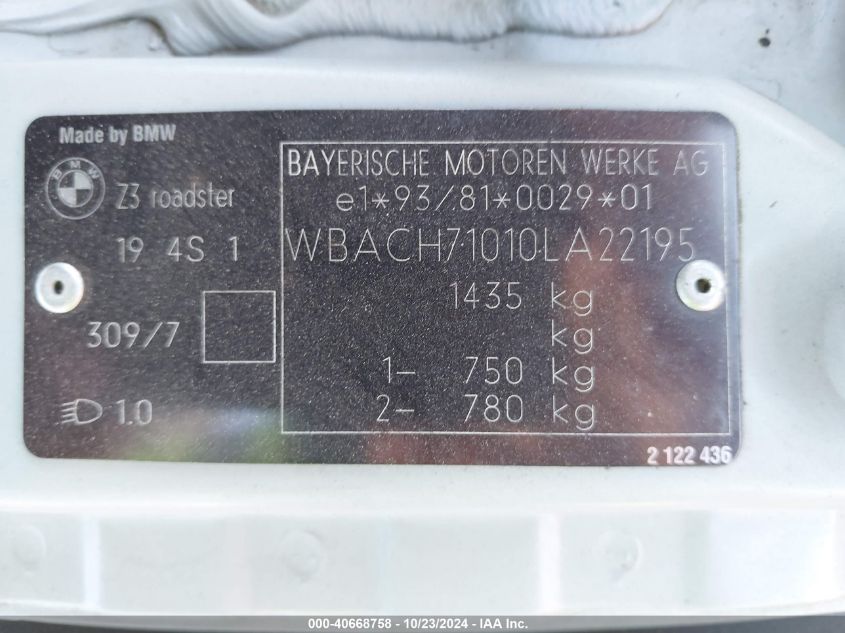 Made by BMW
BMW
Z3 roadster
19 4S 1
309/7
1.0
BAYERISCHE MOTOREN WERKE AG
e1*93/81*0029*01
WBACH71010LA22195
1435 kg
kg
1- 750 kg
2- 780 kg
2 122 436
000-40668758 - 10/23/2024 - IAA Inc.